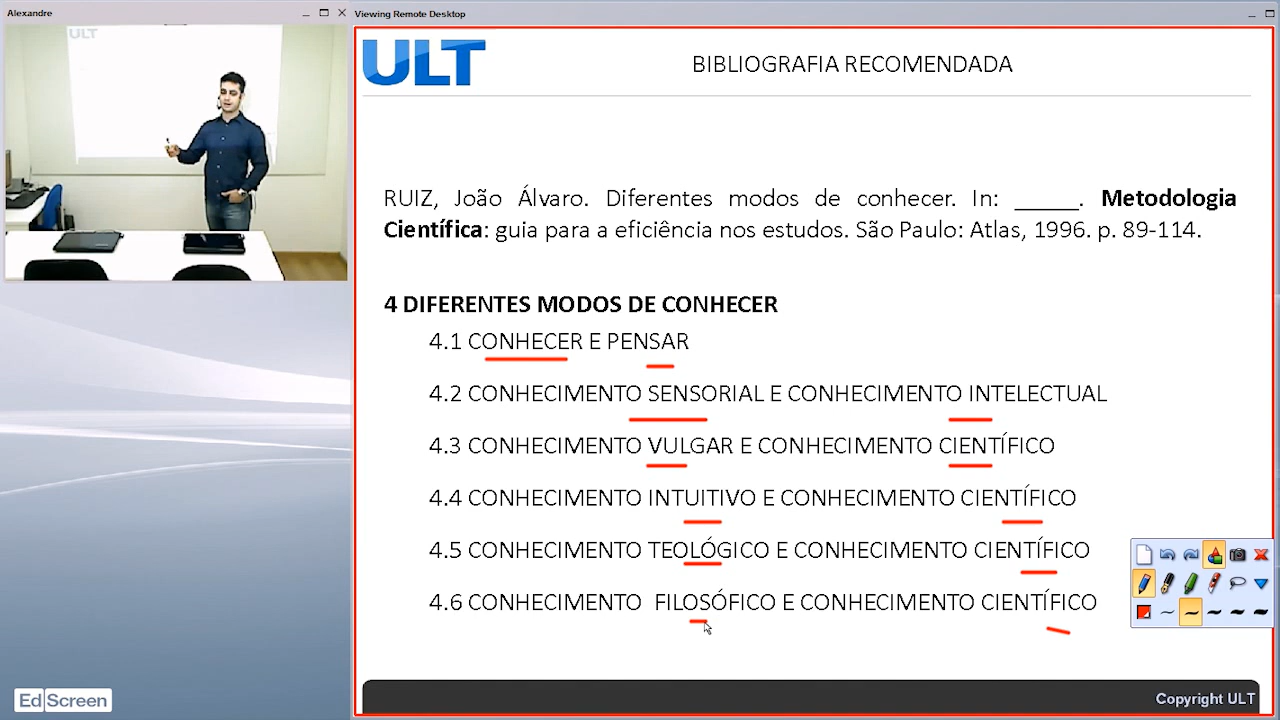 Alexandre
Viewing Remote Desktop
ULT
ULT
BIBLIOGRAFIA RECOMENDADA
RUIZ, João Álvaro. Diferentes modos de conhecer. In: _____. Metodologia
Científica: guia para a eficiência nos estudos. São Paulo: Atlas, 1996. p. 89-114.
4 DIFERENTES MODOS DE CONHECER
4.1 CONHECER E PENSAR
4.2 CONHECIMENTO SENSORIAL E CONHECIMENTO INTELECTUAL
4.3 CONHECIMENTO VULGAR E CONHECIMENTO CIENTÍFICO
4.4 CONHECIMENTO INTUITIVO E CONHECIMENTO CIENTÍFICO
4.5 CONHECIMENTO TEOLÓGICO E CONHECIMENTO CIENTÍFICO
4.6 CONHECIMENTO FILOSÓFICO E CONHECIMENTO CIENTÍFICO
Ed Screen
Copyright ULT